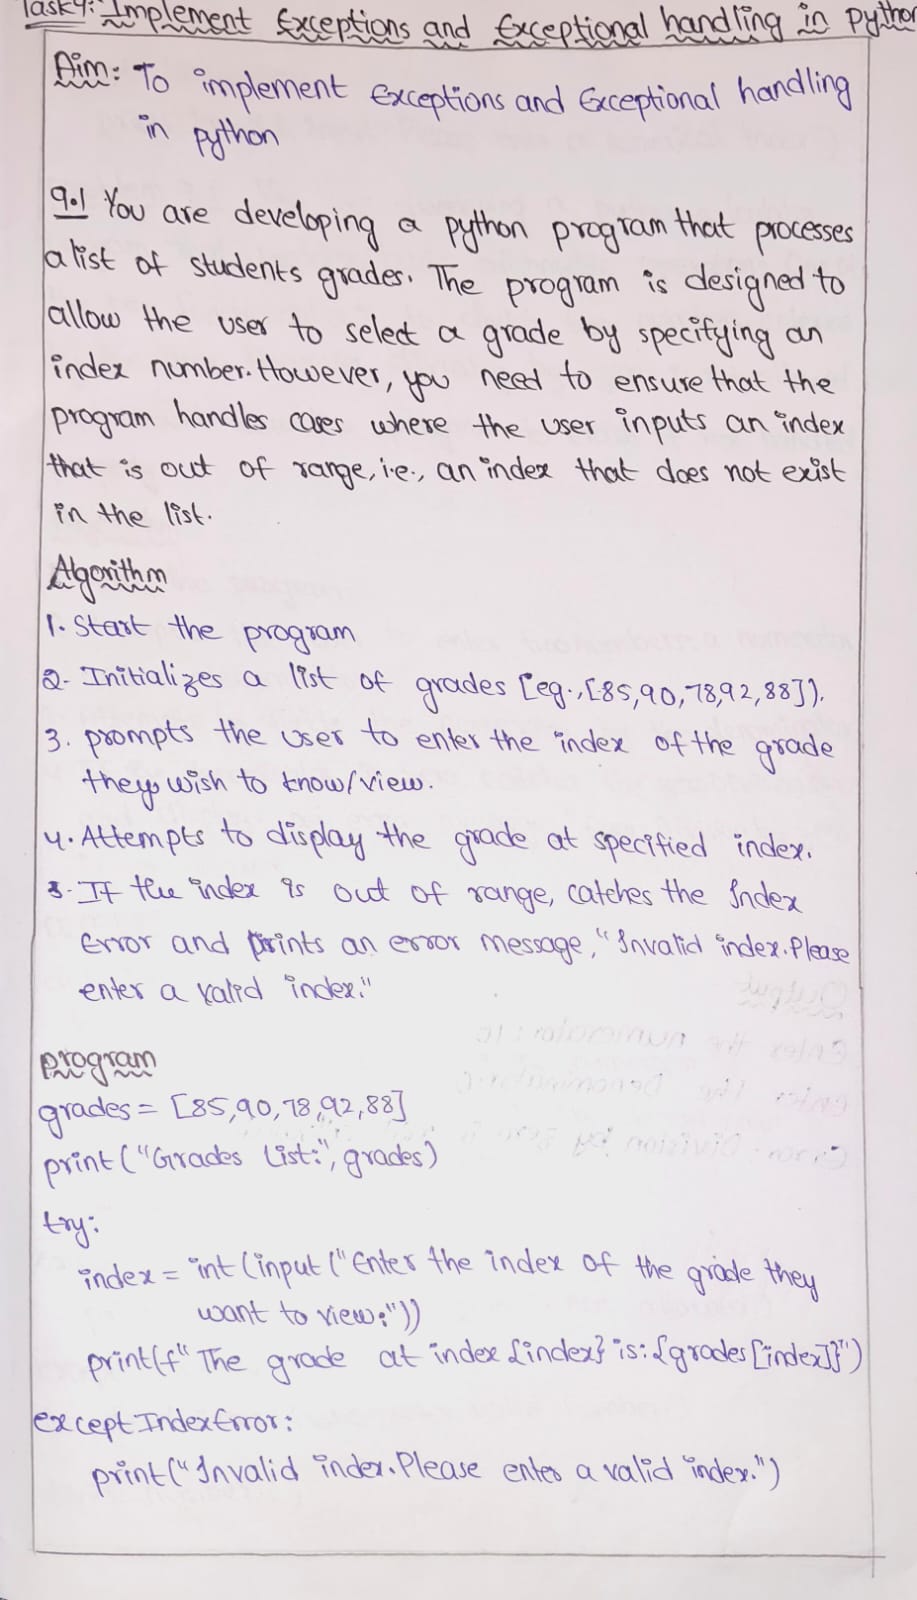 Task9: Implement Exceptions and Exceptional handling in python
Aim: To implement Exceptions and Exceptional handling
in python
9.1 You are developing a python program that processes
a list of students grades. The program is designed to
allow the user to select a grade by specifying an
index number. However, you need to ensure that the
program handles cases where the user inputs an index
that is out of range, i.e., an index that does not exist
in the list.
Algorithm
1. Start the program
2. Initializes a list of grades [eg., [85,90,78,92,88]).
3. prompts the user to enter the index of the grade
they wish to know/view.
4. Attempts to display the grade at specified index.
5. If the index is out of range, catches the Index
Error and prints an error message, "Invalid index. Please
enter a valid index."
program
grades = [85,90,78,92,88]
print("Grades List:", grades)
try:
index = int(input("Enter the index of the grade they
want to view:"))
print(f"The grade at index {index} is: {grades[index]}")
except IndexError:
print("Invalid index. Please enter a valid index.")